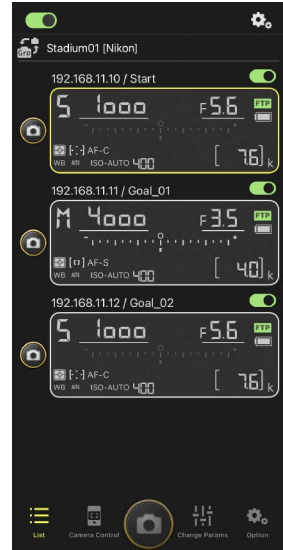 Grp Stadium01 [Nikon]
192.168.11.10 / Start
S 1000 F5.6 FTP
AF-C
WB ISO-AUTO 400 [ 7.6] k
192.168.11.11 / Goal_01
M 4000 F3.5 FTP
AF-S
WB ISO-AUTO 400 [ 4.0] k
192.168.11.12 / Goal_02
S 1000 F5.6 FTP
AF-C
WB ISO-AUTO 400 [ 7.6] k
List Camera Control Change Params Option